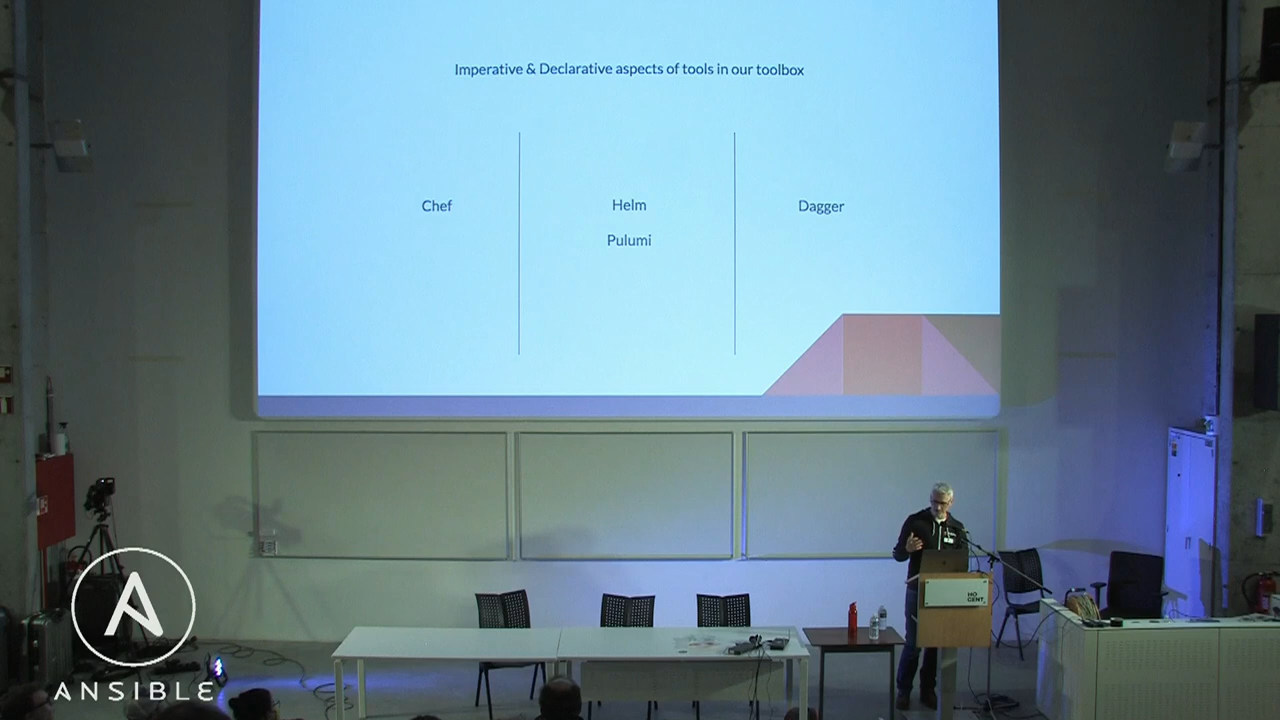 Imperative & Declarative aspects of tools in our toolbox
Chef
Helm
Dagger
Pulumi
HO
GENT
ANSIBLE